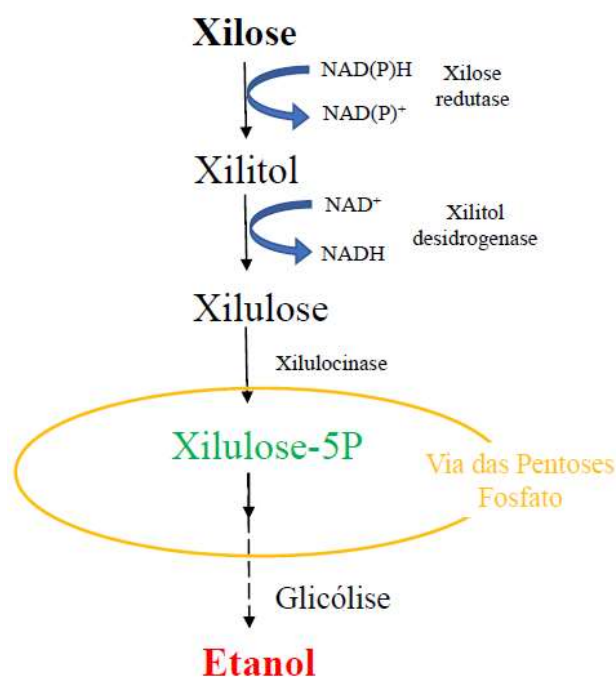 Xilose
NAD(P)H
Xilose
redutase
NAD(P)⁺
Xilitol
NAD⁺
Xilitol
desidrogenase
NADH
Xilulose
Xilulocinase
Xilulose-5P
Via das Pentoses
Fosfato
Glicólise
Etanol